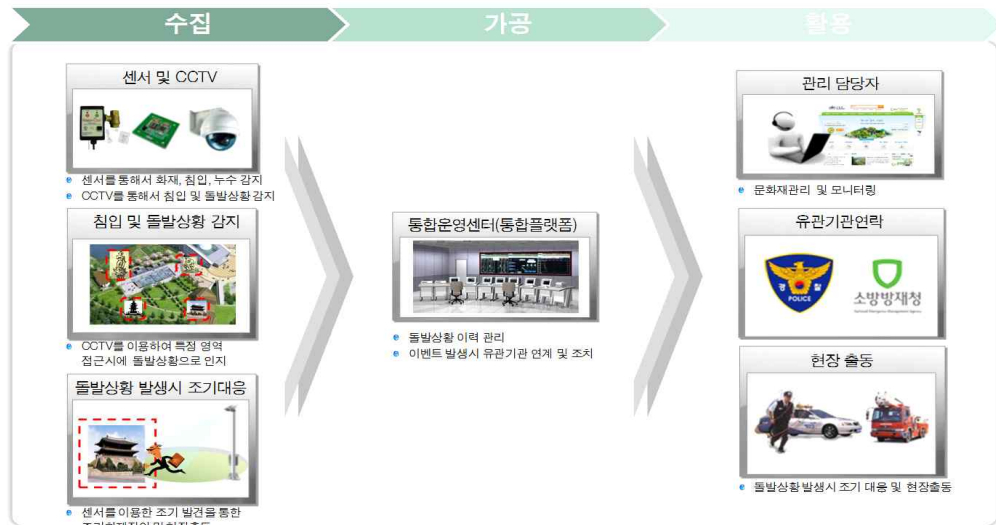 수집
가공
활용
센서 및 CCTV
센서를 통해서 화재, 침입, 누수 감지
CCTV를 통해서 침입 및 돌발상황 감지
침입 및 돌발상황 감지
CCTV를 이용하여 특정 영역
접근시에 돌발상황으로 인지
돌발상황 발생시 조기대응
센서를 이용한 조기 발견을 통한
통합운영센터(통합플랫폼)
돌발상황 이력 관리
이벤트 발생시 유관기관 연계 및 조치
관리 담당자
문화재관리 및 모니터링
유관기관연락
경찰
POLICE
소방방재청
National Emergency Management Agency
현장 출동
돌발상황 발생시 조기 대응 및 현장출동